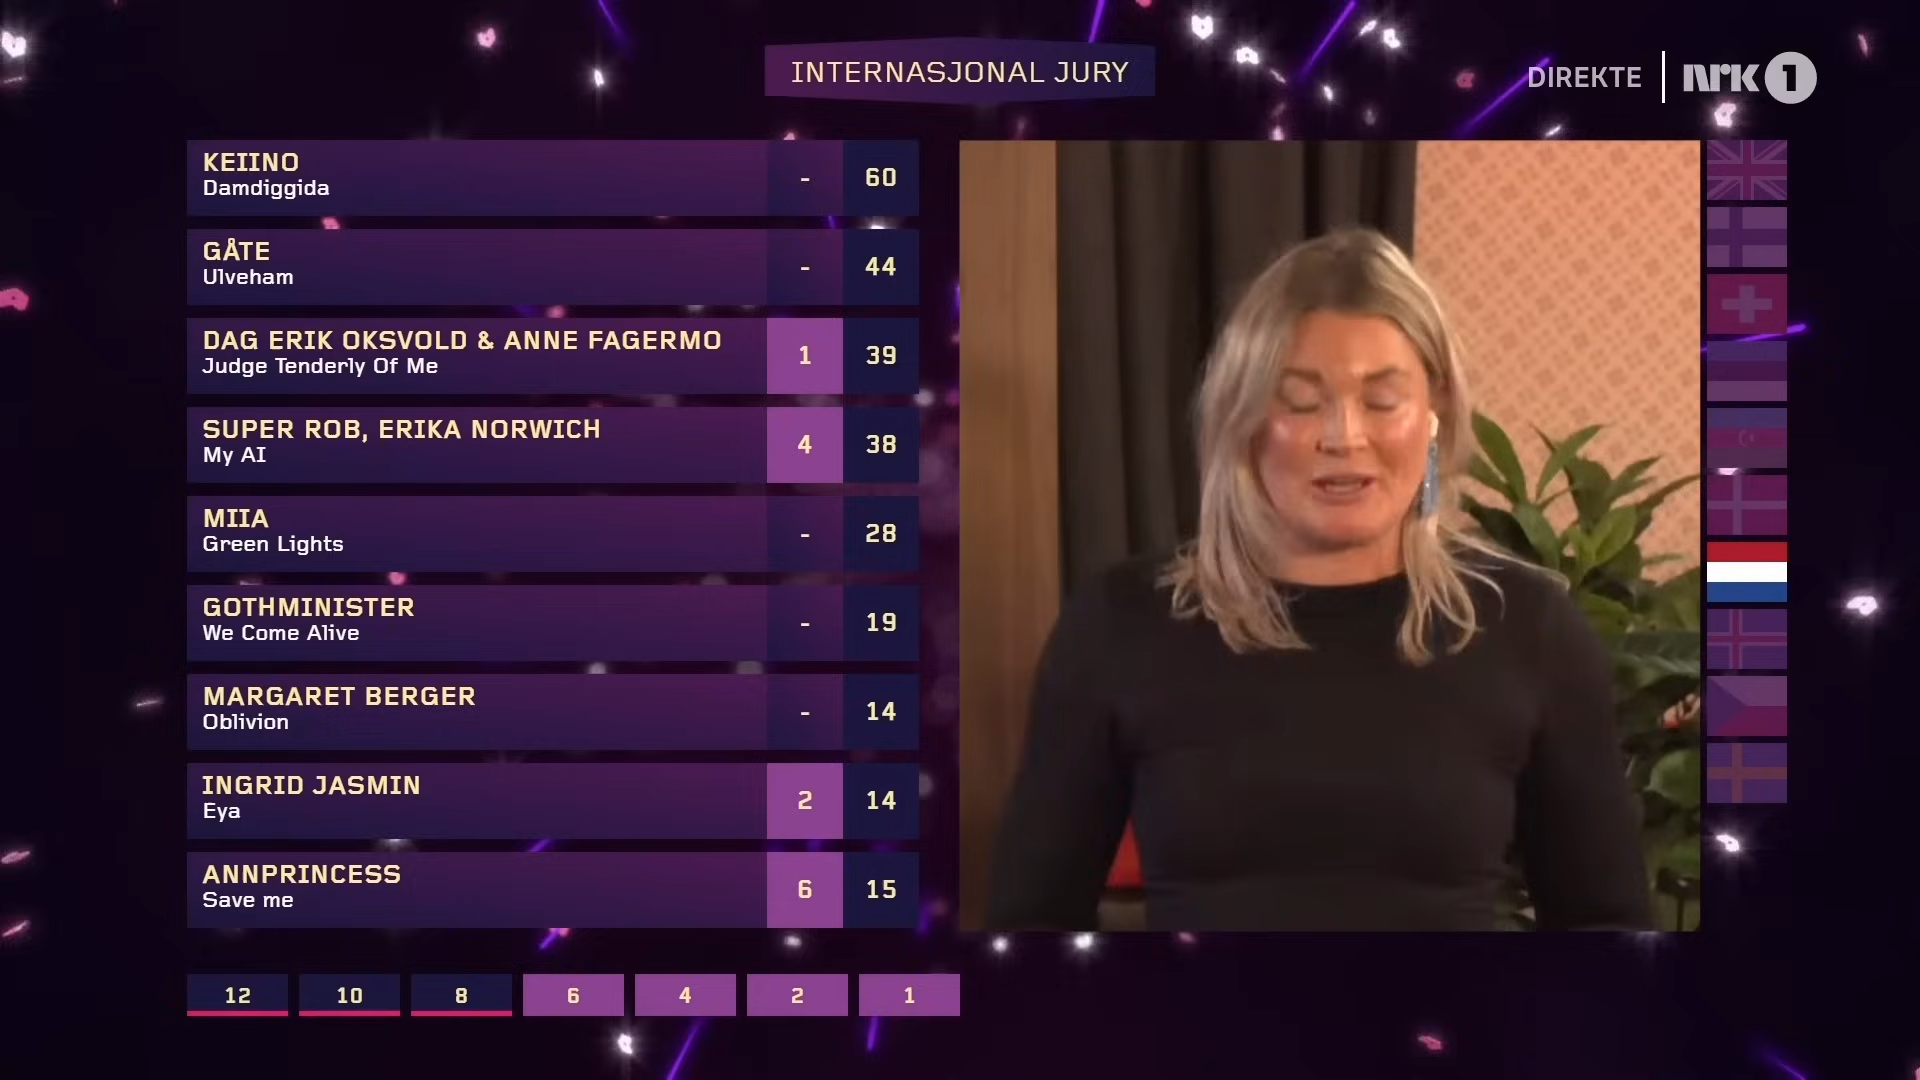 INTERNASJONAL JURY
DIREKTE nrk 1
KEIINO
Damdiggida
- 60
GÅTE
Ulveham
- 44
DAG ERIK OKSVOLD & ANNE FAGERMO
Judge Tenderly Of Me
1 39
SUPER ROB, ERIKA NORWICH
My AI
4 38
MIIA
Green Lights
- 28
GOTHMINISTER
We Come Alive
- 19
MARGARET BERGER
Oblivion
- 14
INGRID JASMIN
Eya
2 14
ANNPRINCESS
Save me
6 15
12 10 8 6 4 2 1